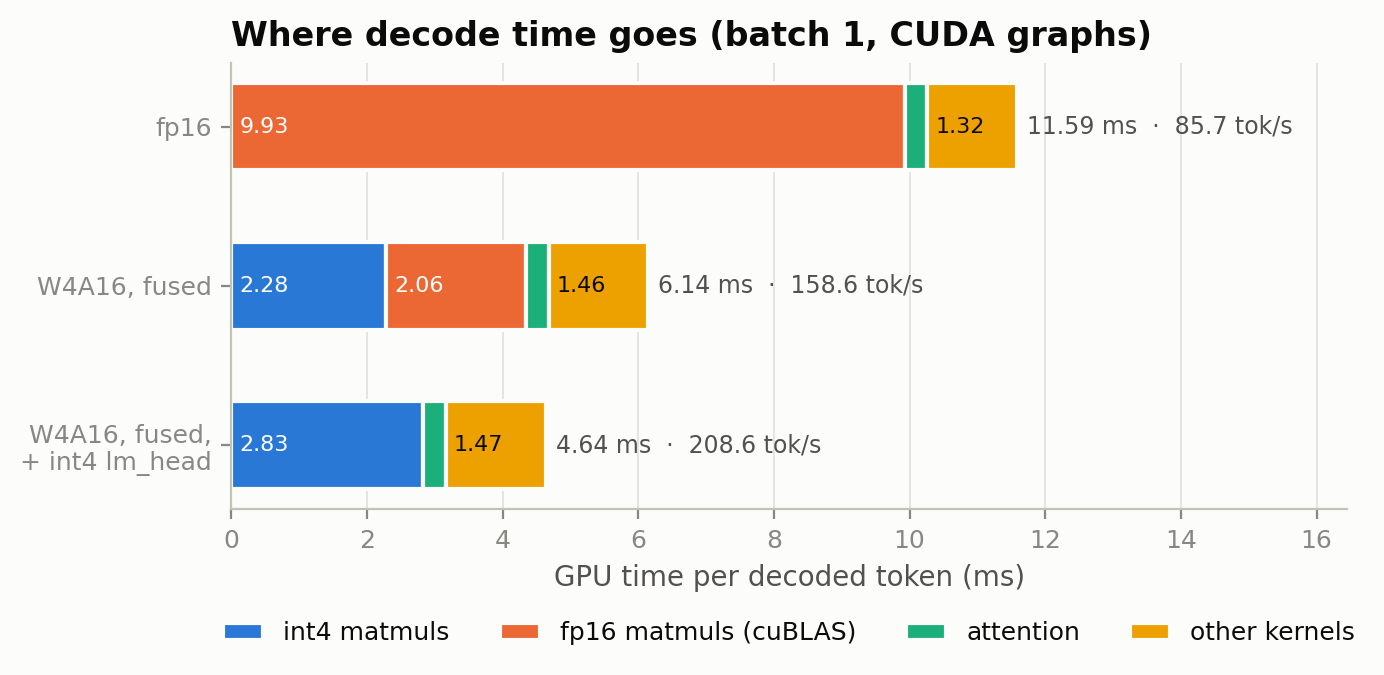 Where decode time goes (batch 1, CUDA graphs)
fp16
9.93
1.32
11.59 ms · 85.7 tok/s
W4A16, fused
2.28
2.06
1.46
6.14 ms · 158.6 tok/s
W4A16, fused,
+ int4 lm_head
2.83
1.47
4.64 ms · 208.6 tok/s
0 2 4 6 8 10 12 14 16
GPU time per decoded token (ms)
int4 matmuls fp16 matmuls (cuBLAS) attention other kernels